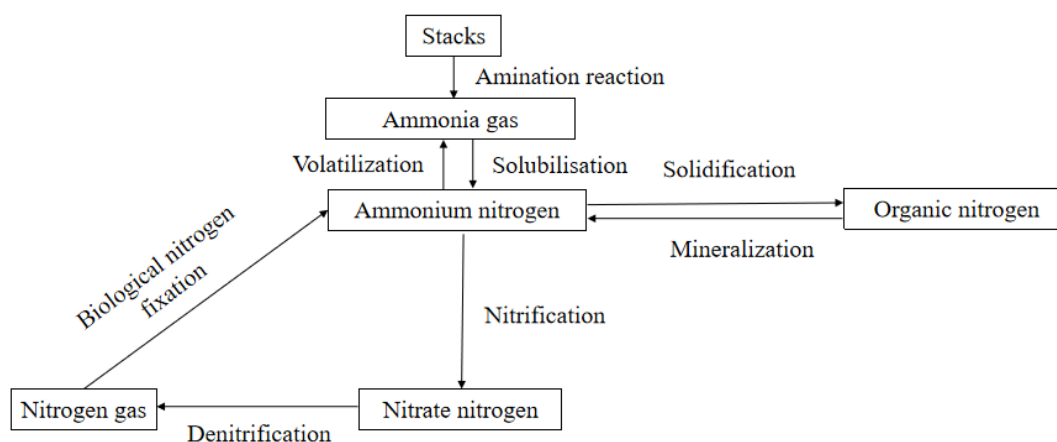 Stacks
Amination reaction
Ammonia gas
Volatilization
Solubilisation
Solidification
Ammonium nitrogen
Organic nitrogen
Mineralization
Biological nitrogen
fixation
Nitrification
Nitrogen gas
Nitrate nitrogen
Denitrification